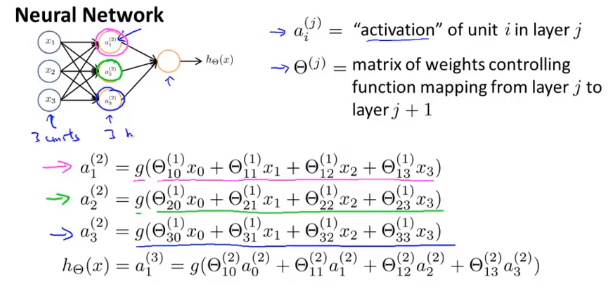 Neural Network
x₁
x₂
x₃
a₁⁽²⁾
a₂⁽²⁾
a₃⁽²⁾
h_Θ(x)
3 units
3 h
→ a_i^(j) = “activation” of unit i in layer j
→ Θ^(j) = matrix of weights controlling
function mapping from layer j to
layer j + 1
→ a₁⁽²⁾ = g(Θ₁₀⁽¹⁾x₀ + Θ₁₁⁽¹⁾x₁ + Θ₁₂⁽¹⁾x₂ + Θ₁₃⁽¹⁾x₃)
→ a₂⁽²⁾ = g(Θ₂₀⁽¹⁾x₀ + Θ₂₁⁽¹⁾x₁ + Θ₂₂⁽¹⁾x₂ + Θ₂₃⁽¹⁾x₃)
→ a₃⁽²⁾ = g(Θ₃₀⁽¹⁾x₀ + Θ₃₁⁽¹⁾x₁ + Θ₃₂⁽¹⁾x₂ + Θ₃₃⁽¹⁾x₃)
h_Θ(x) = a₁⁽³⁾ = g(Θ₁₀⁽²⁾a₀⁽²⁾ + Θ₁₁⁽²⁾a₁⁽²⁾ + Θ₁₂⁽²⁾a₂⁽²⁾ + Θ₁₃⁽²⁾a₃⁽²⁾)